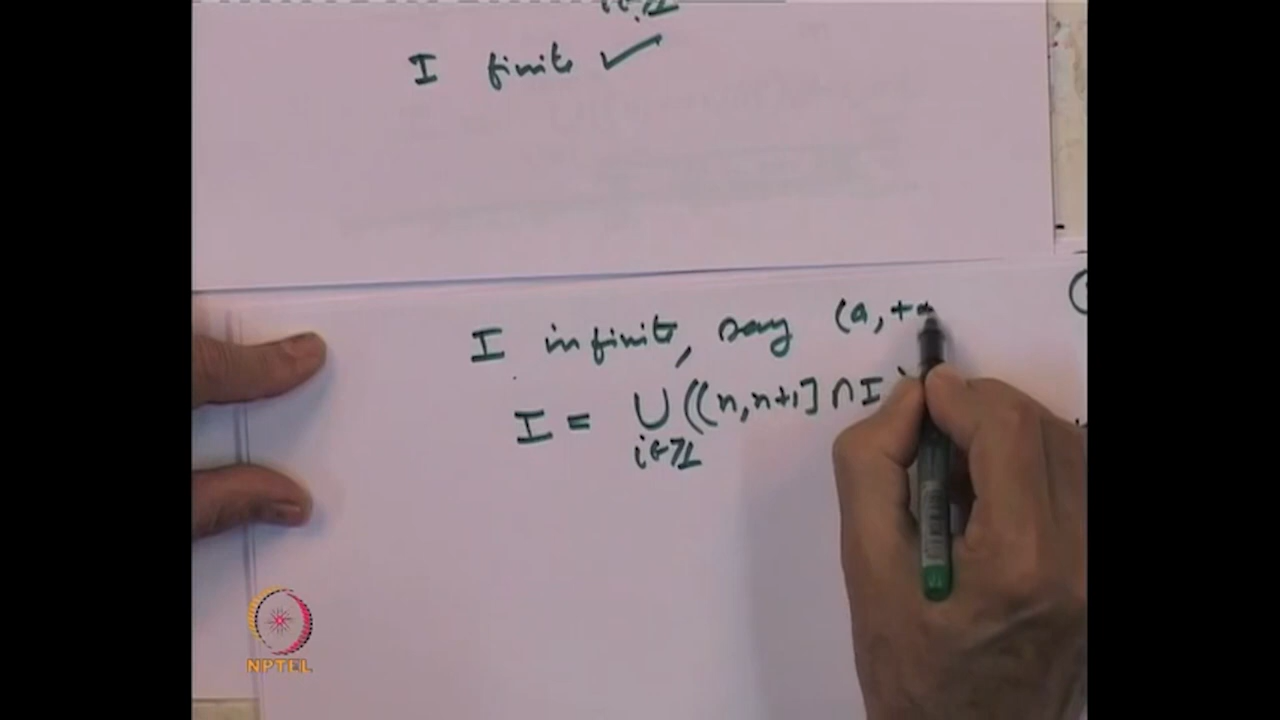 I finite ✓
I infinite, say (a, +∞
I = ∪ ((n, n+1] ∩ I
i∈ℤ
NPTEL